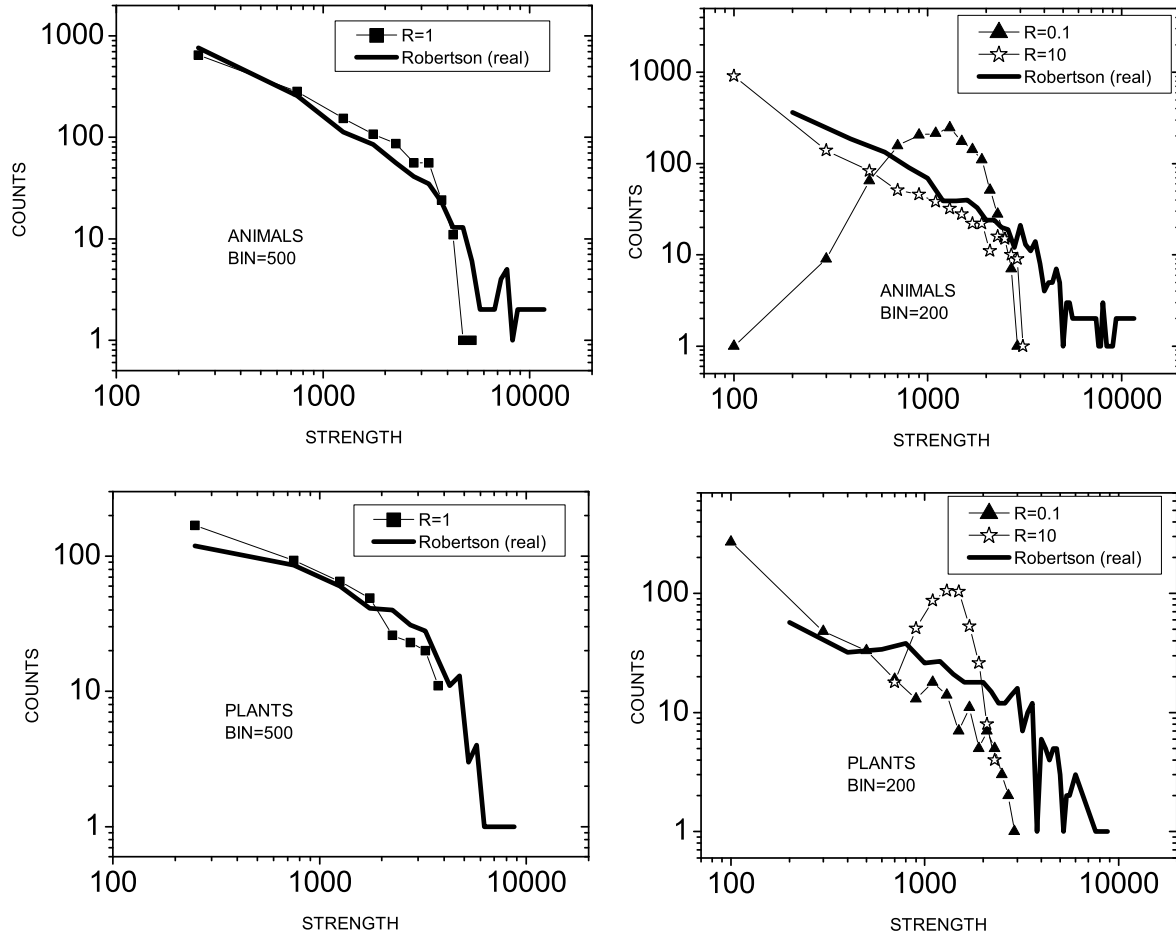 R=1
Robertson (real)
1000
100
10
1
COUNTS
ANIMALS
BIN=500
100
1000
10000
STRENGTH
R=0.1
R=10
Robertson (real)
1000
100
10
1
COUNTS
ANIMALS
BIN=200
100
1000
10000
STRENGTH
R=1
Robertson (real)
100
10
1
COUNTS
PLANTS
BIN=500
100
1000
10000
STRENGTH
R=0.1
R=10
Robertson (real)
100
10
1
COUNTS
PLANTS
BIN=200
100
1000
10000
STRENGTH